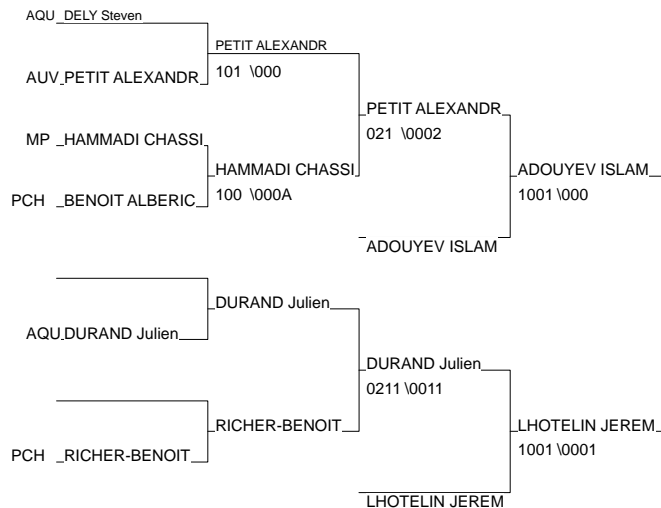 AQU DELY Steven
PETIT ALEXANDR
AUV PETIT ALEXANDR
101 \000
PETIT ALEXANDR
021 \0002
MP HAMMADI CHASSI
HAMMADI CHASSI
100 \000A
ADOUYEV ISLAM
1001 \000
PCH BENOIT ALBERIC
ADOUYEV ISLAM
DURAND Julien
AQU DURAND Julien
DURAND Julien
0211 \0011
RICHER-BENOIT
LHOTELIN JEREM
1001 \0001
PCH RICHER-BENOIT
LHOTELIN JEREM